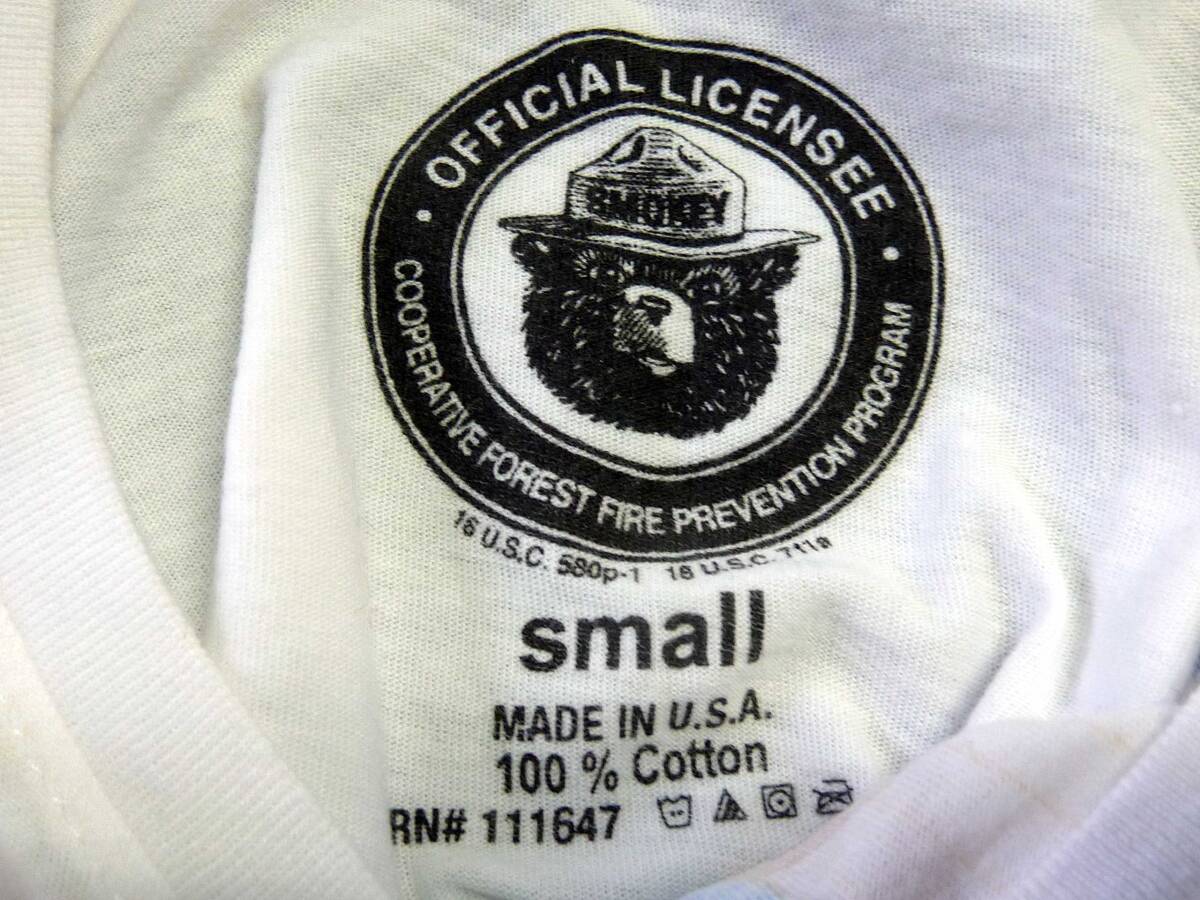 OFFICIAL LICENSEE
SMOKEY
COOPERATIVE FOREST FIRE PREVENTION PROGRAM
16 U.S.C. 580p-1 18 U.S.C. 711a
small
MADE IN U.S.A.
100 % Cotton
RN# 111647